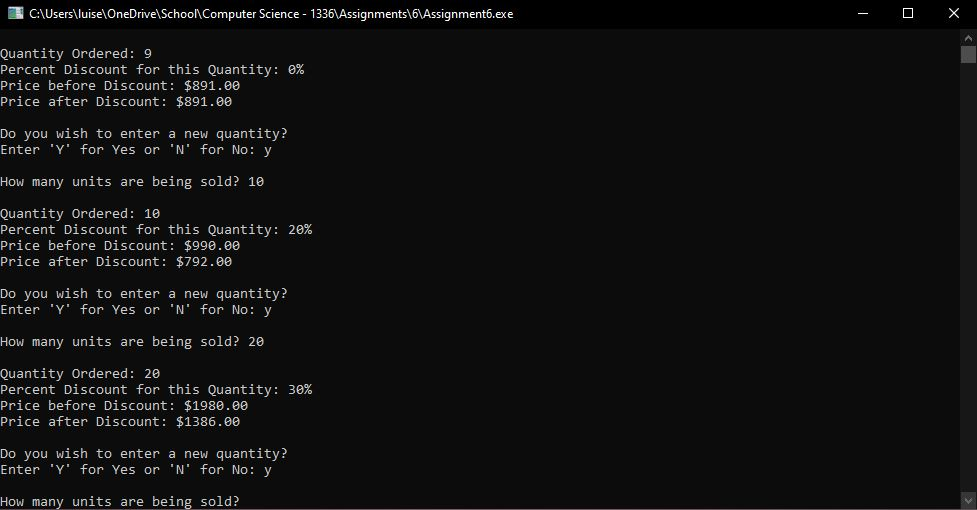 C:\Users\luise\OneDrive\School\Computer Science - 1336\Assignments\6\Assignment6.exe
Quantity Ordered: 9
Percent Discount for this Quantity: 0%
Price before Discount: $891.00
Price after Discount: $891.00
Do you wish to enter a new quantity?
Enter 'Y' for Yes or 'N' for No: y
How many units are being sold? 10
Quantity Ordered: 10
Percent Discount for this Quantity: 20%
Price before Discount: $990.00
Price after Discount: $792.00
Do you wish to enter a new quantity?
Enter 'Y' for Yes or 'N' for No: y
How many units are being sold? 20
Quantity Ordered: 20
Percent Discount for this Quantity: 30%
Price before Discount: $1980.00
Price after Discount: $1386.00
Do you wish to enter a new quantity?
Enter 'Y' for Yes or 'N' for No: y
How many units are being sold?